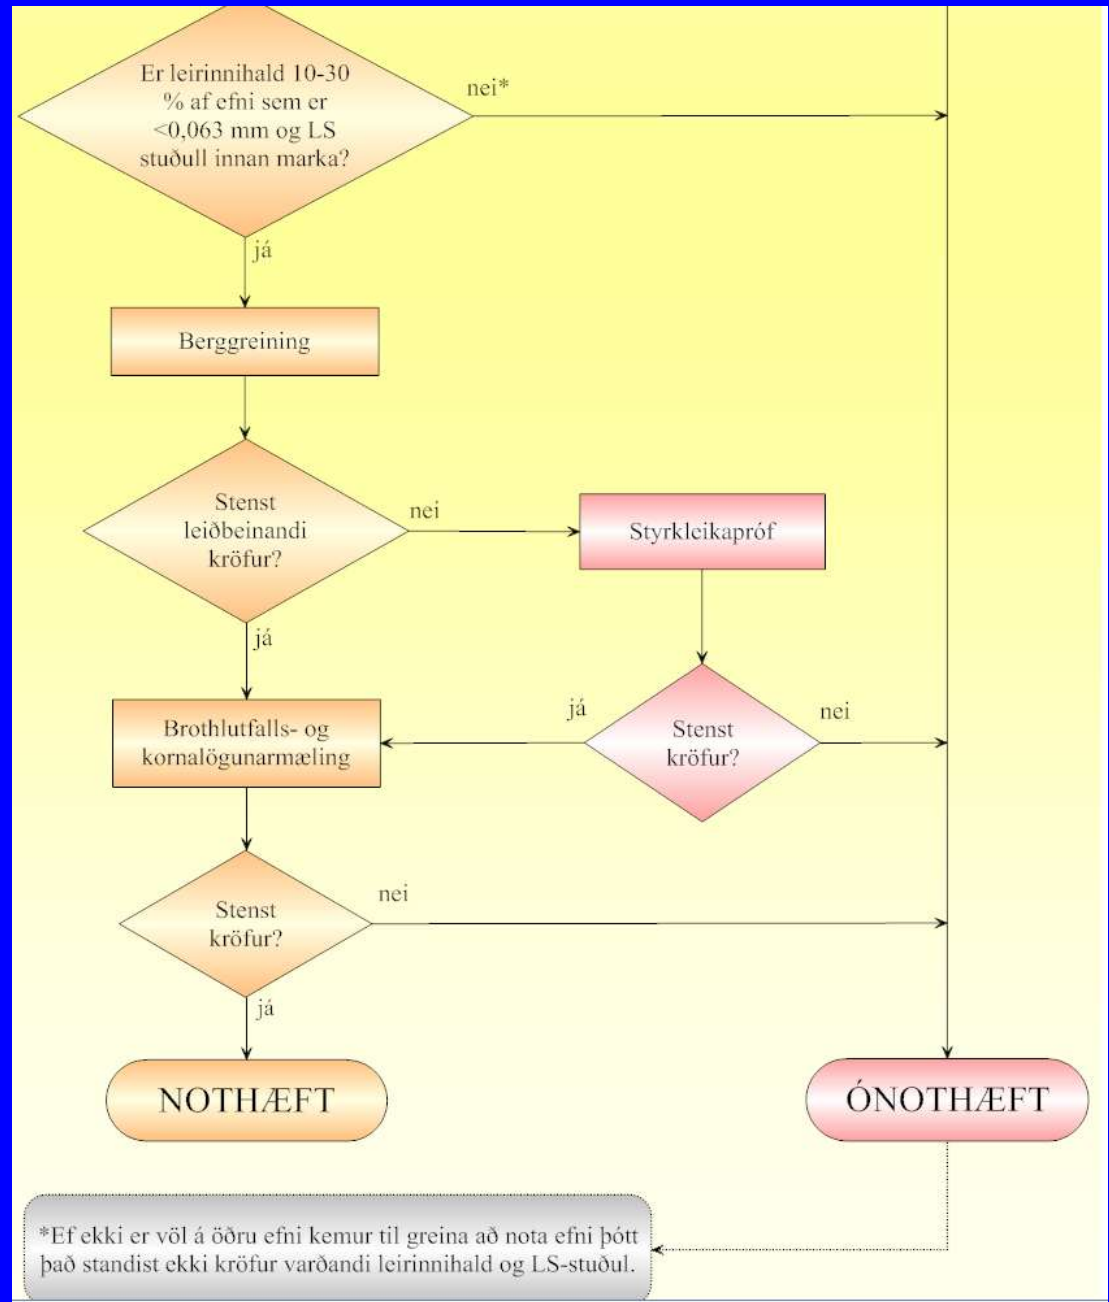 Er leirinnihald 10-30
% af efni sem er
<0,063 mm og LS
stuðull innan marka?
nei*
já
Berggreining
Stenst
leiðbeinandi
kröfur?
nei
Styrkleikapróf
já
Brothlutfalls- og
kornalögunarmæling
já
Stenst
kröfur?
nei
Stenst
kröfur?
nei
já
NOTHÆFT
ÓNOTHÆFT
*Ef ekki er völ á öðru efni kemur til greina að nota efni þótt
það standist ekki kröfur varðandi leirinnihald og LS-stuðul.